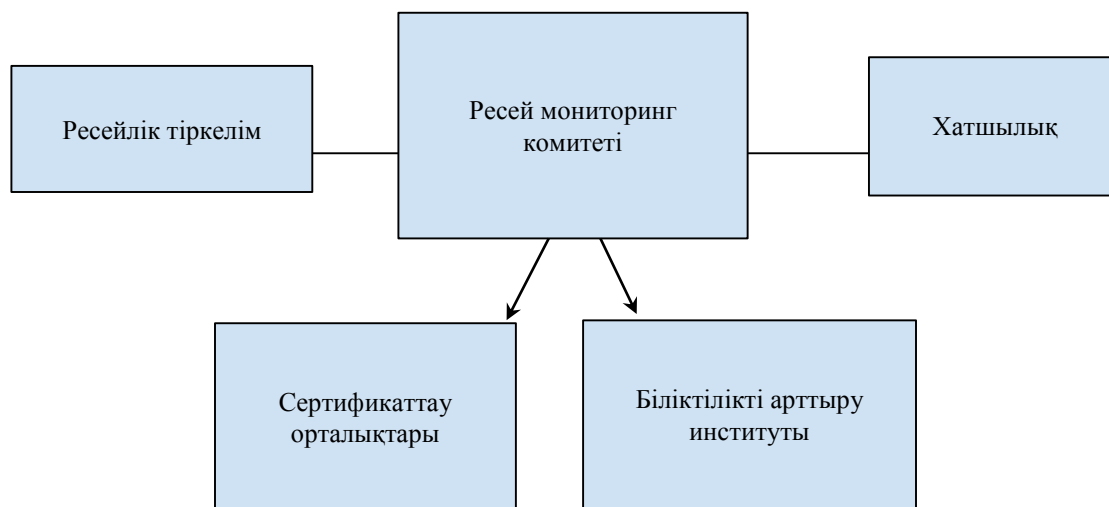 Ресейлік тіркелім
Ресей мониторинг
комитеті
Хатшылық
Сертификаттау
орталықтары
Біліктілікті арттыру
институты